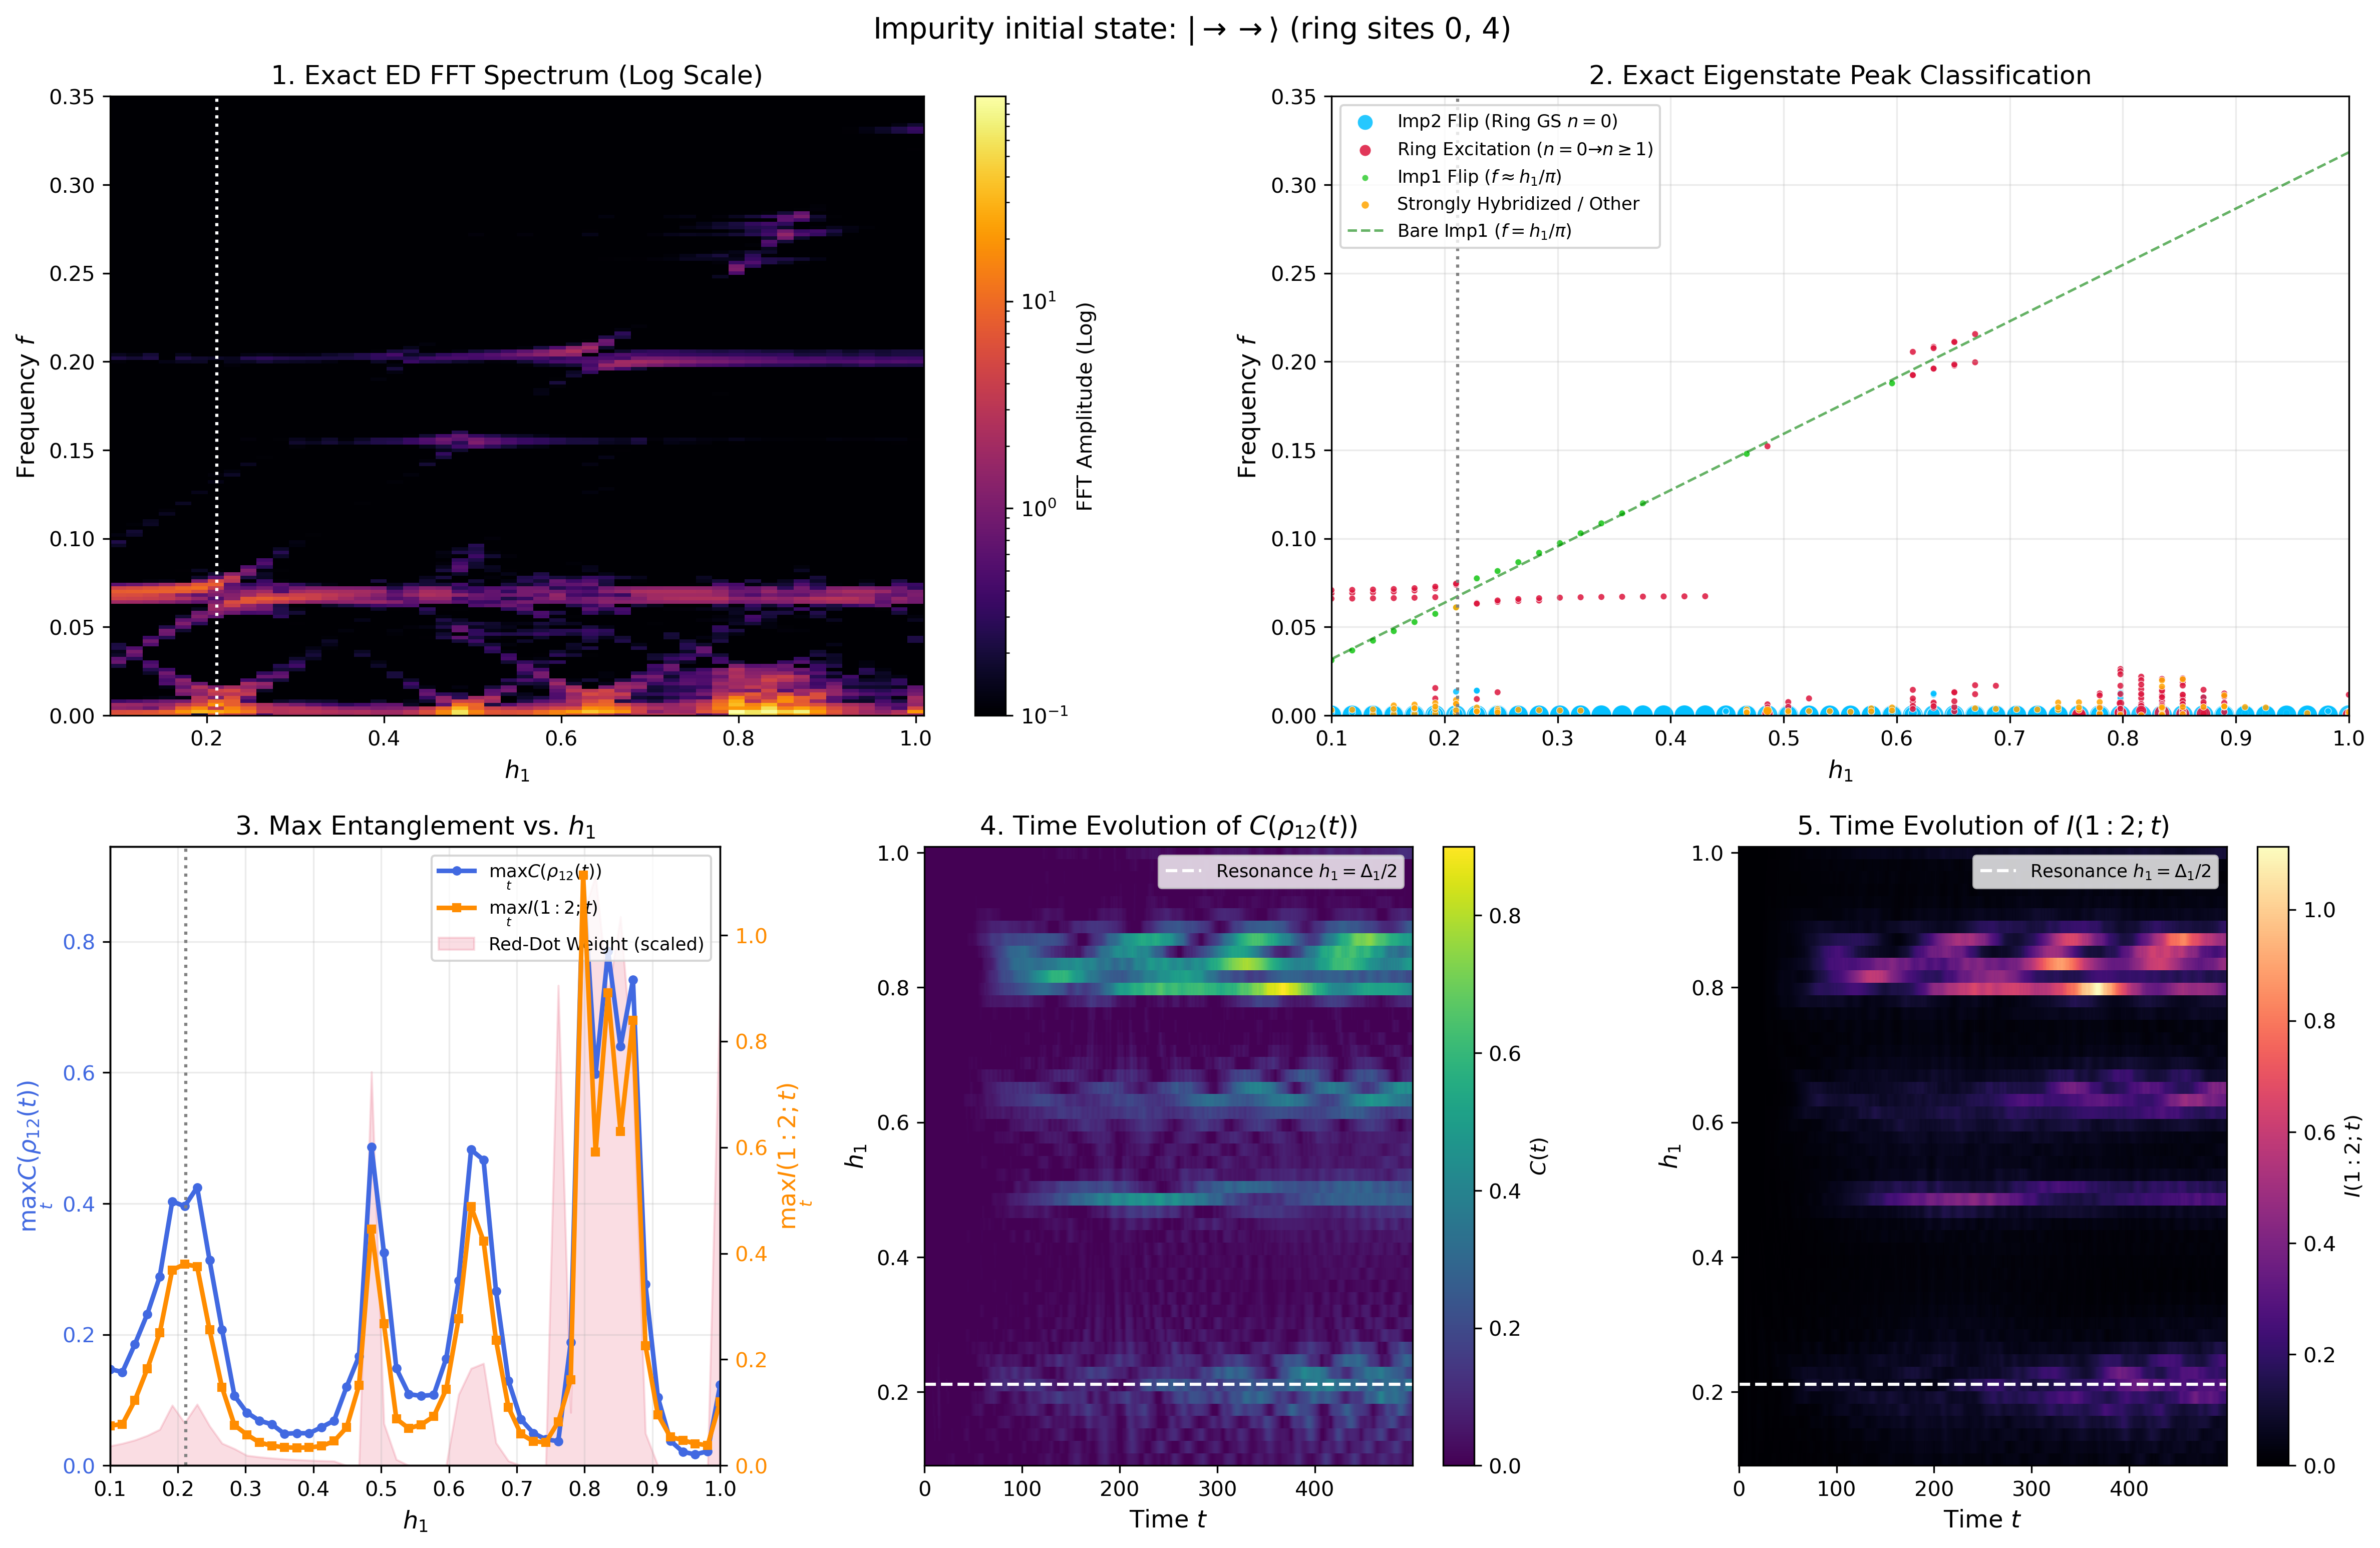 Impurity initial state: |→→⟩ (ring sites 0, 4)
1. Exact ED FFT Spectrum (Log Scale)
0.35
0.30
0.25
0.20
0.15
0.10
0.05
0.00
Frequency f
0.2 0.4 0.6 0.8 1.0
h₁
10¹
10⁰
10⁻¹
FFT Amplitude (Log)
2. Exact Eigenstate Peak Classification
Imp2 Flip (Ring GS n = 0)
Ring Excitation (n = 0→n ≥ 1)
Imp1 Flip (f ≈ h₁/π)
Strongly Hybridized / Other
Bare Imp1 (f = h₁/π)
0.35
0.30
0.25
0.20
0.15
0.10
0.05
0.00
Frequency f
0.1 0.2 0.3 0.4 0.5 0.6 0.7 0.8 0.9 1.0
h₁
3. Max Entanglement vs. h₁
max C(ρ₁₂(t))
t
max I(1 : 2; t)
t
Red-Dot Weight (scaled)
0.8
0.6
0.4
0.2
0.0
max C(ρ₁₂(t))
t
1.0
0.8
0.6
0.4
0.2
0.0
max I(1 : 2; t)
t
0.1 0.2 0.3 0.4 0.5 0.6 0.7 0.8 0.9 1.0
h₁
4. Time Evolution of C(ρ₁₂(t))
Resonance h₁ = Δ₁/2
1.0
0.8
0.6
0.4
0.2
h₁
0 100 200 300 400
Time t
0.8
0.6
0.4
0.2
0.0
C(t)
5. Time Evolution of I(1 : 2; t)
Resonance h₁ = Δ₁/2
1.0
0.8
0.6
0.4
0.2
h₁
0 100 200 300 400
Time t
1.0
0.8
0.6
0.4
0.2
0.0
I(1 : 2; t)